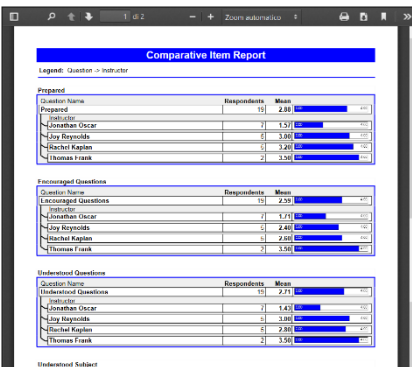 1 di 2 − + Zoom automatico
Comparative Item Report
Legend: Question -> Instructor
Prepared
Question Name Respondents Mean
Prepared 19 2.80
Instructor
Jonathan Oscar 7 1.57
Joy Reynolds 5 3.00
Rachel Kaplan 5 3.20
Thomas Frank 2 3.50
Encouraged Questions
Question Name Respondents Mean
Encouraged Questions 19 2.59
Instructor
Jonathan Oscar 7 1.71
Joy Reynolds 5 2.40
Rachel Kaplan 5 2.60
Thomas Frank 2 3.50
Understood Questions
Question Name Respondents Mean
Understood Questions 19 2.71
Instructor
Jonathan Oscar 7 1.43
Joy Reynolds 5 3.00
Rachel Kaplan 5 2.80
Thomas Frank 2 3.50
Understood Subject